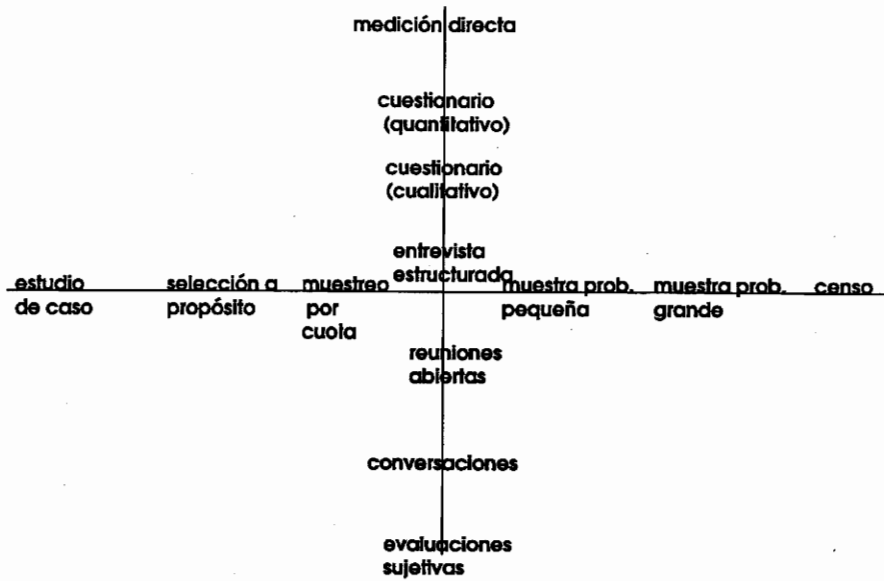 medición directa
cuestionario
(quantitativo)
cuestionario
(cualitativo)
entrevista
estructurada
estudio selección a muestreo muestra prob. muestra prob. censo
de caso propósito por pequeña grande
cuota
reuniones
abiertas
conversaciones
evaluaciones
sujetivas